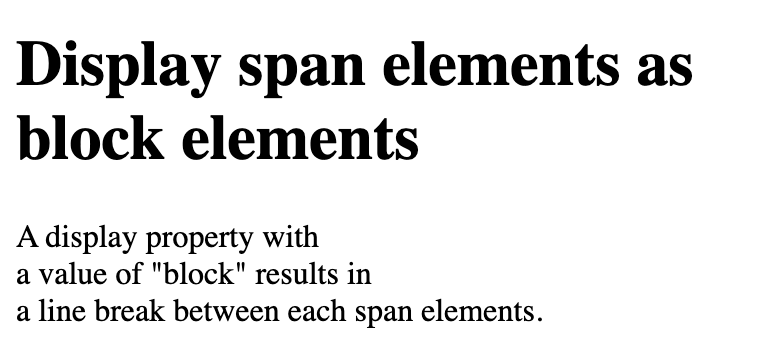 Display span elements as
block elements
A display property with
a value of "block" results in
a line break between each span elements.